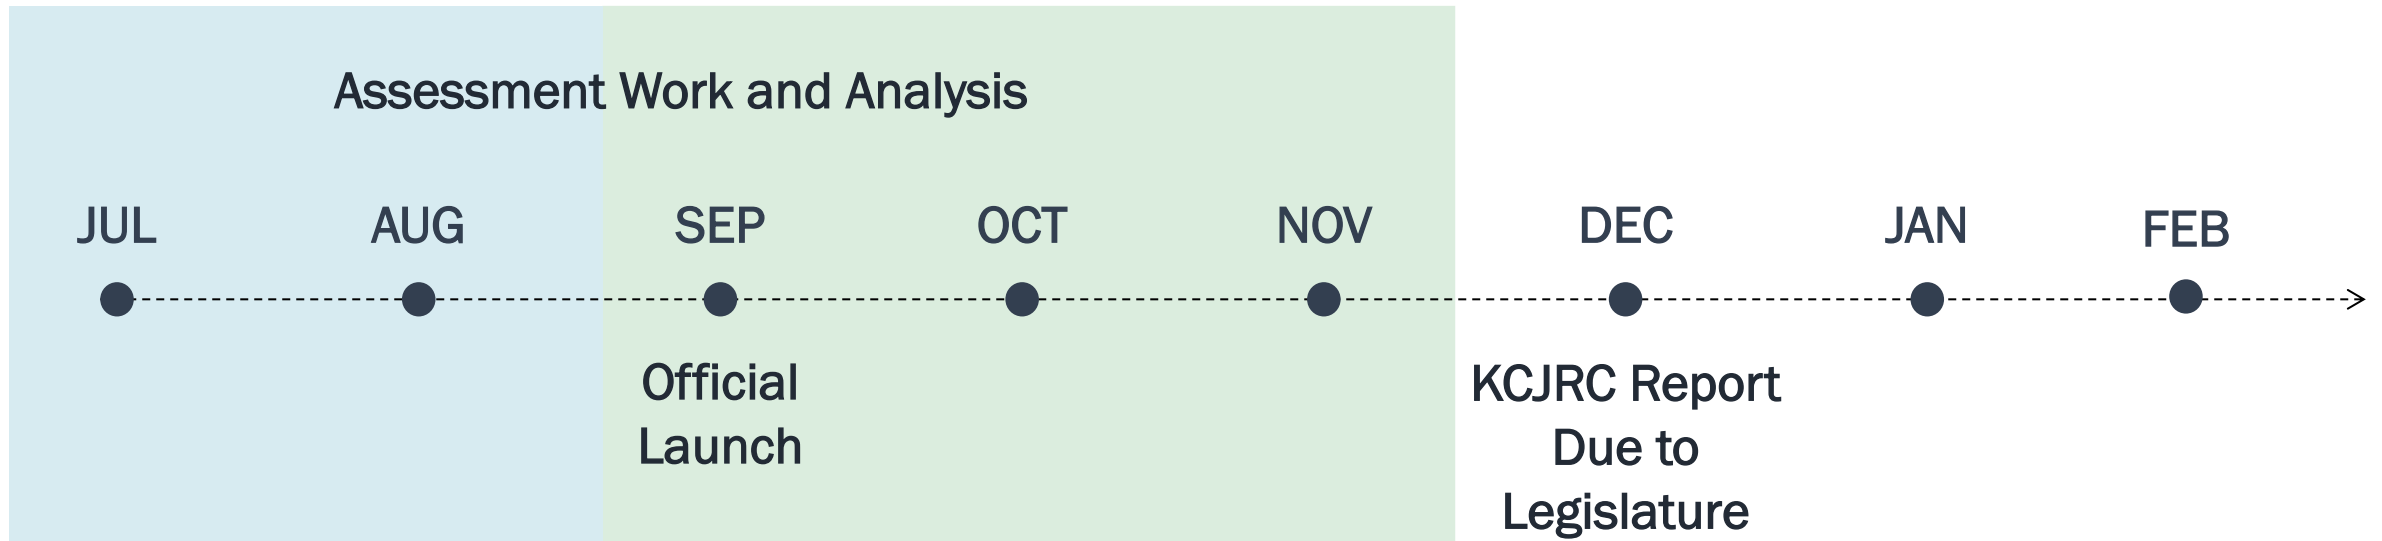 Assessment Work and Analysis
JUL AUG SEP OCT NOV DEC JAN FEB
Official
Launch
KCJRC Report
Due to
Legislature